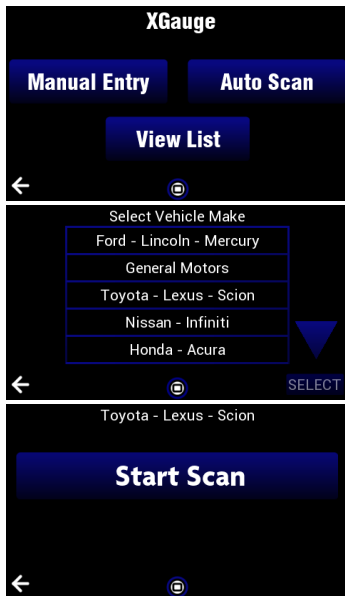 XGauge
Manual Entry Auto Scan
View List
Select Vehicle Make
Ford - Lincoln - Mercury
General Motors
Toyota - Lexus - Scion
Nissan - Infiniti
Honda - Acura
SELECT
Toyota - Lexus - Scion
Start Scan